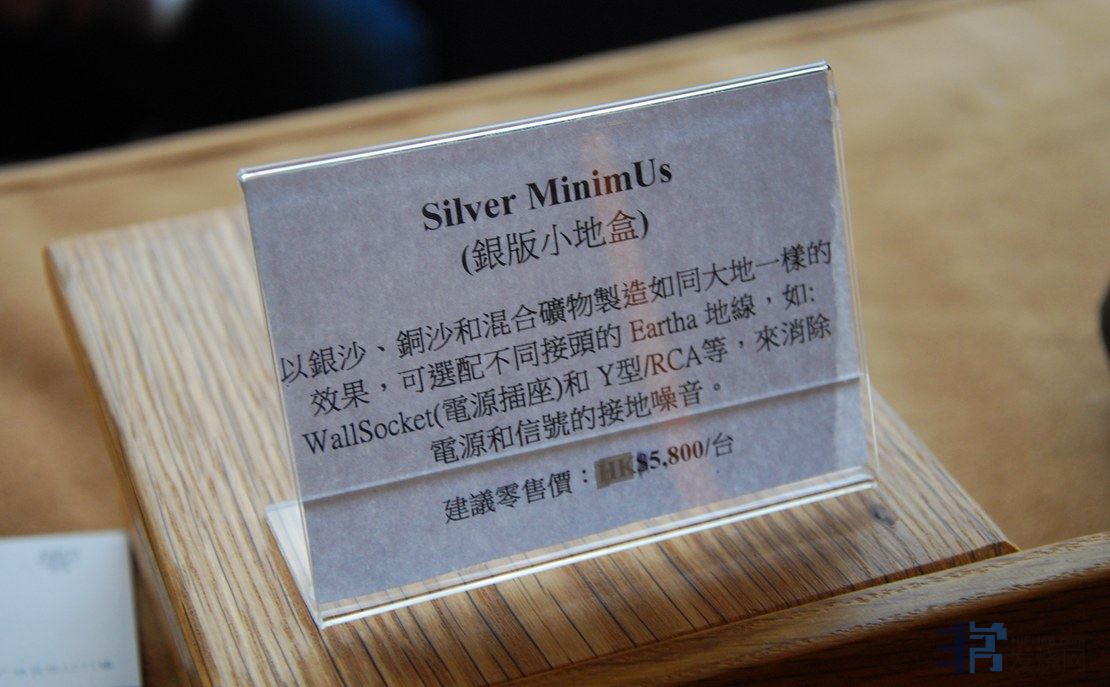 Silver MinimUs
(銀版小地盒)
以銀沙、銅沙和混合礦物製造如同大地一樣的
效果，可選配不同接頭的 Eartha 地線，如:
WallSocket(電源插座)和 Y型/RCA等，來消除
電源和信號的接地噪音。
建議零售價：HK$5,800/台